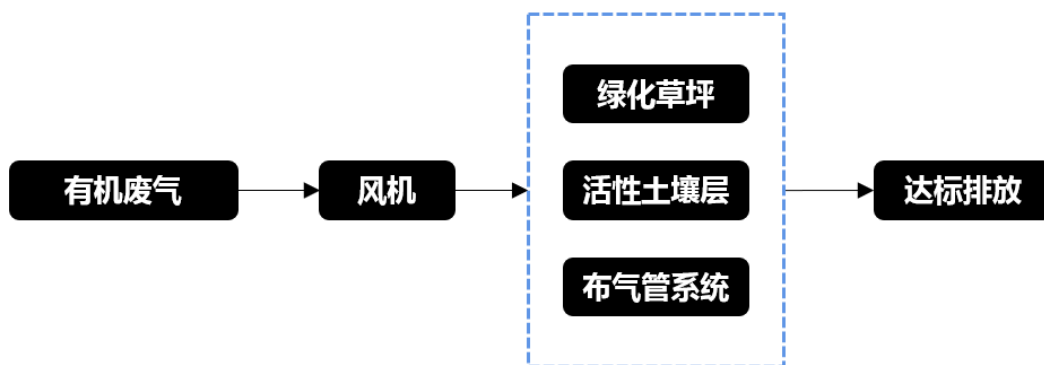 有机废气
风机
绿化草坪
活性土壤层
布气管系统
达标排放